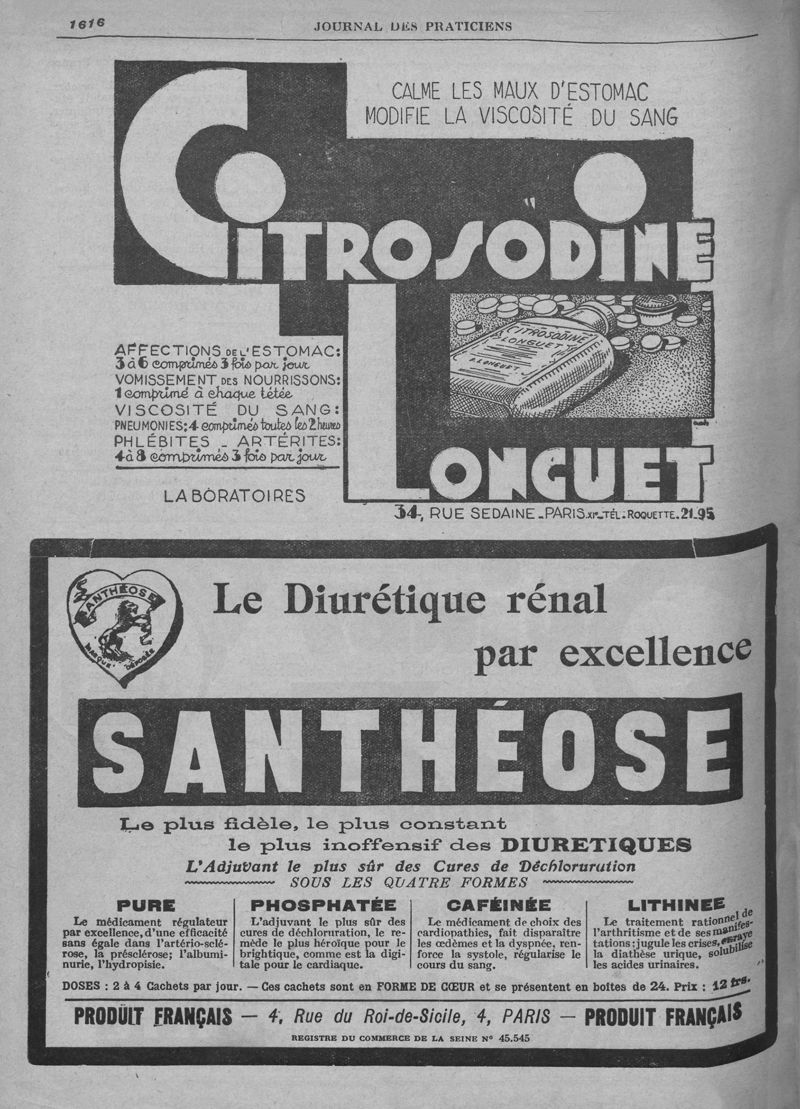 1616
JOURNAL DES PRATICIENS
CALME LES MAUX D'ESTOMAC
MODIFIE LA VISCOSITÉ DU SANG
CITROSODINE
LONGUET
CITROSODINE
LONGUET
D.LONGUET
AFFECTIONS DE L'ESTOMAC:
3 à 6 comprimés 3 fois par jour
VOMISSEMENT DES NOURRISSONS:
1 comprimé à chaque tétée
VISCOSITÉ DU SANG:
PNEUMONIES: 4 comprimés toutes les 2 heures
PHLÉBITES - ARTÉRITES:
4 à 8 comprimés 3 fois par jour
LABORATOIRES
34, RUE SEDAINE - PARIS XIe - TÉL: ROQUETTE. 21-95
SANTHÉOSE
MARQUE DÉPOSÉE
Le Diurétique rénal
par excellence
SANTHÉOSE
Le plus fidèle, le plus constant
le plus inoffensif des DIURETIQUES
L'Adjuvant le plus sûr des Cures de Déchlorurution
SOUS LES QUATRE FORMES
PURE
Le médicament régulateur
par excellence, d'une efficacité
sans égale dans l'artério-sclé-
rose, la présclérose; l'albumi-
nurie, l'hydropisie.
PHOSPHATÉE
L'adjuvant le plus sûr des
cures de déchloruration, le re-
mède le plus héroïque pour le
brightique, comme est la digi-
tale pour le cardiaque.
CAFÉINÉE
Le médicament de choix des
cardiopathies, fait disparaître
les œdèmes et la dyspnée, ren-
force la systole, régularise le
cours du sang.
LITHINEE
Le traitement rationnel de
l'arthritisme et de ses manifes-
tations; jugule les crises, enraye
la diathèse urique, solubilise
les acides urinaires.
DOSES : 2 à 4 Cachets par jour. — Ces cachets sont en FORME DE CŒUR et se présentent en boîtes de 24. Prix : 12 frs.
PRODUIT FRANÇAIS — 4, Rue du Roi-de-Sicile, 4, PARIS — PRODUIT FRANÇAIS
REGISTRE DU COMMERCE DE LA SEINE N° 45.545